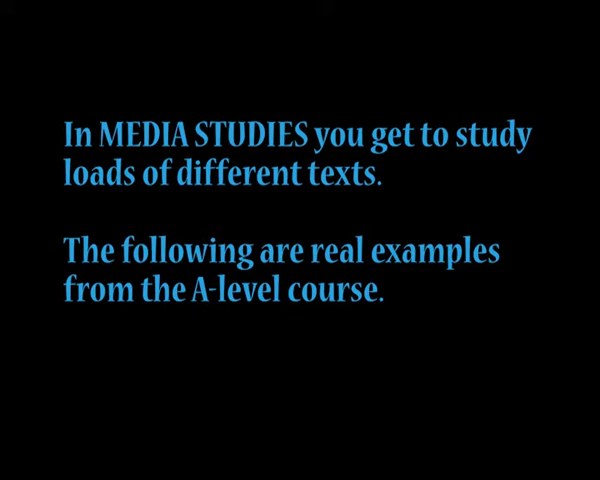 In MEDIA STUDIES you get to study
loads of different texts.
The following are real examples
from the A-level course.